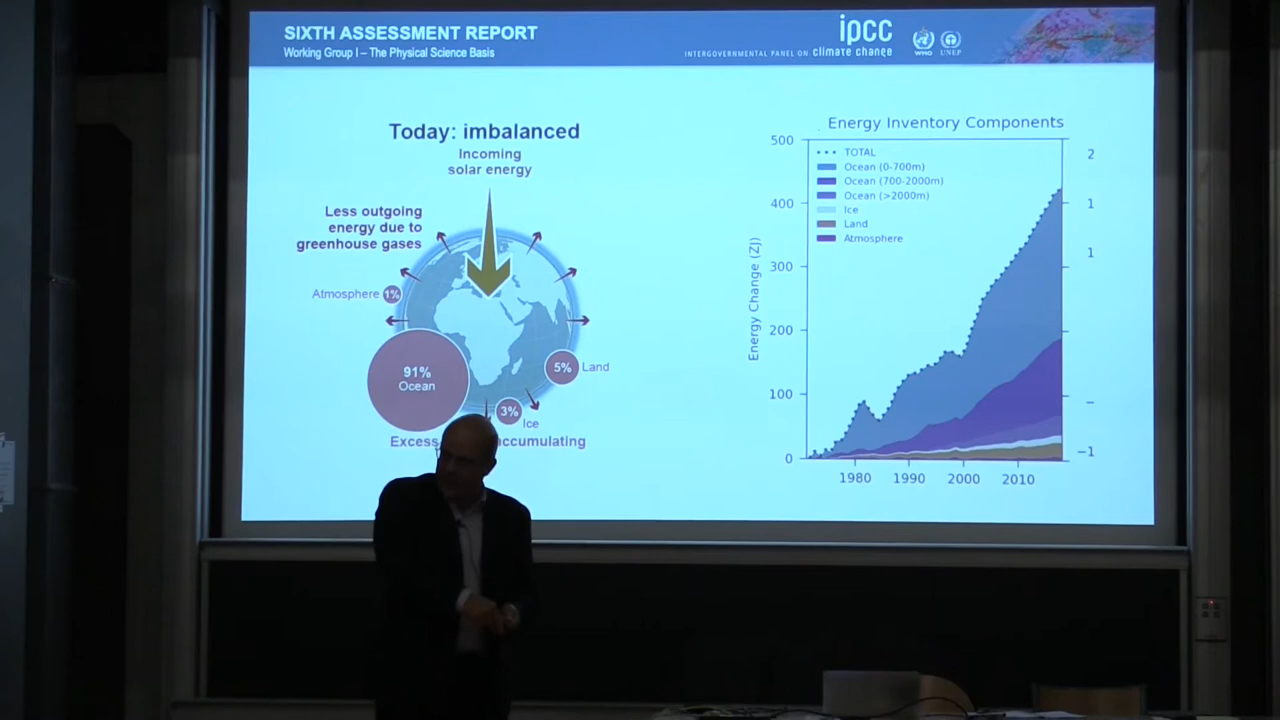 SIXTH ASSESSMENT REPORT
Working Group I – The Physical Science Basis
INTERGOVERNMENTAL PANEL ON climate change
ipcc
WMO
UNEP
Today: imbalanced
Incoming
solar energy
Less outgoing
energy due to
greenhouse gases
Atmosphere 1%
91%
Ocean
5% Land
3%
Ice
Excess
accumulating
Energy Inventory Components
Energy Change (ZJ)
500
400
300
200
100
0
TOTAL
Ocean (0-700m)
Ocean (700-2000m)
Ocean (>2000m)
Ice
Land
Atmosphere
1980 1990 2000 2010
2
1
1
−
−1